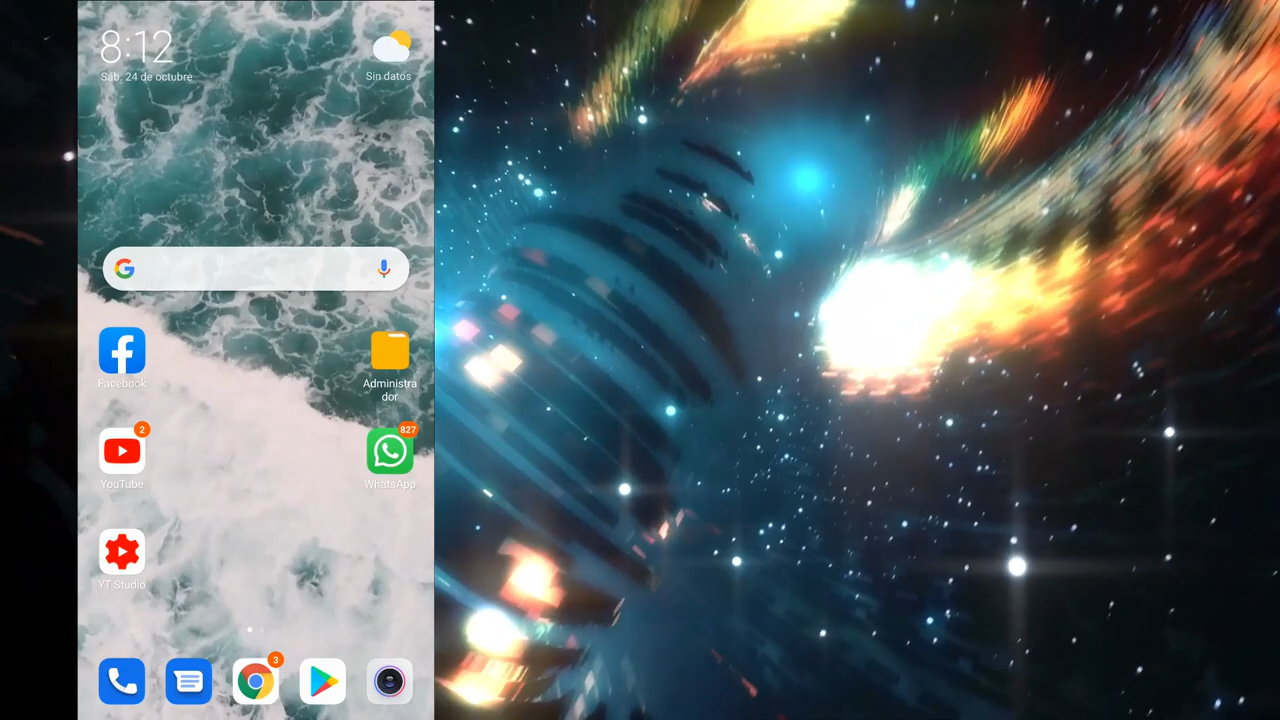 8:12
Sáb. 24 de octubre
Sin datos
Facebook
Administra
dor
2
YouTube
827
WhatsApp
YT Studio
3